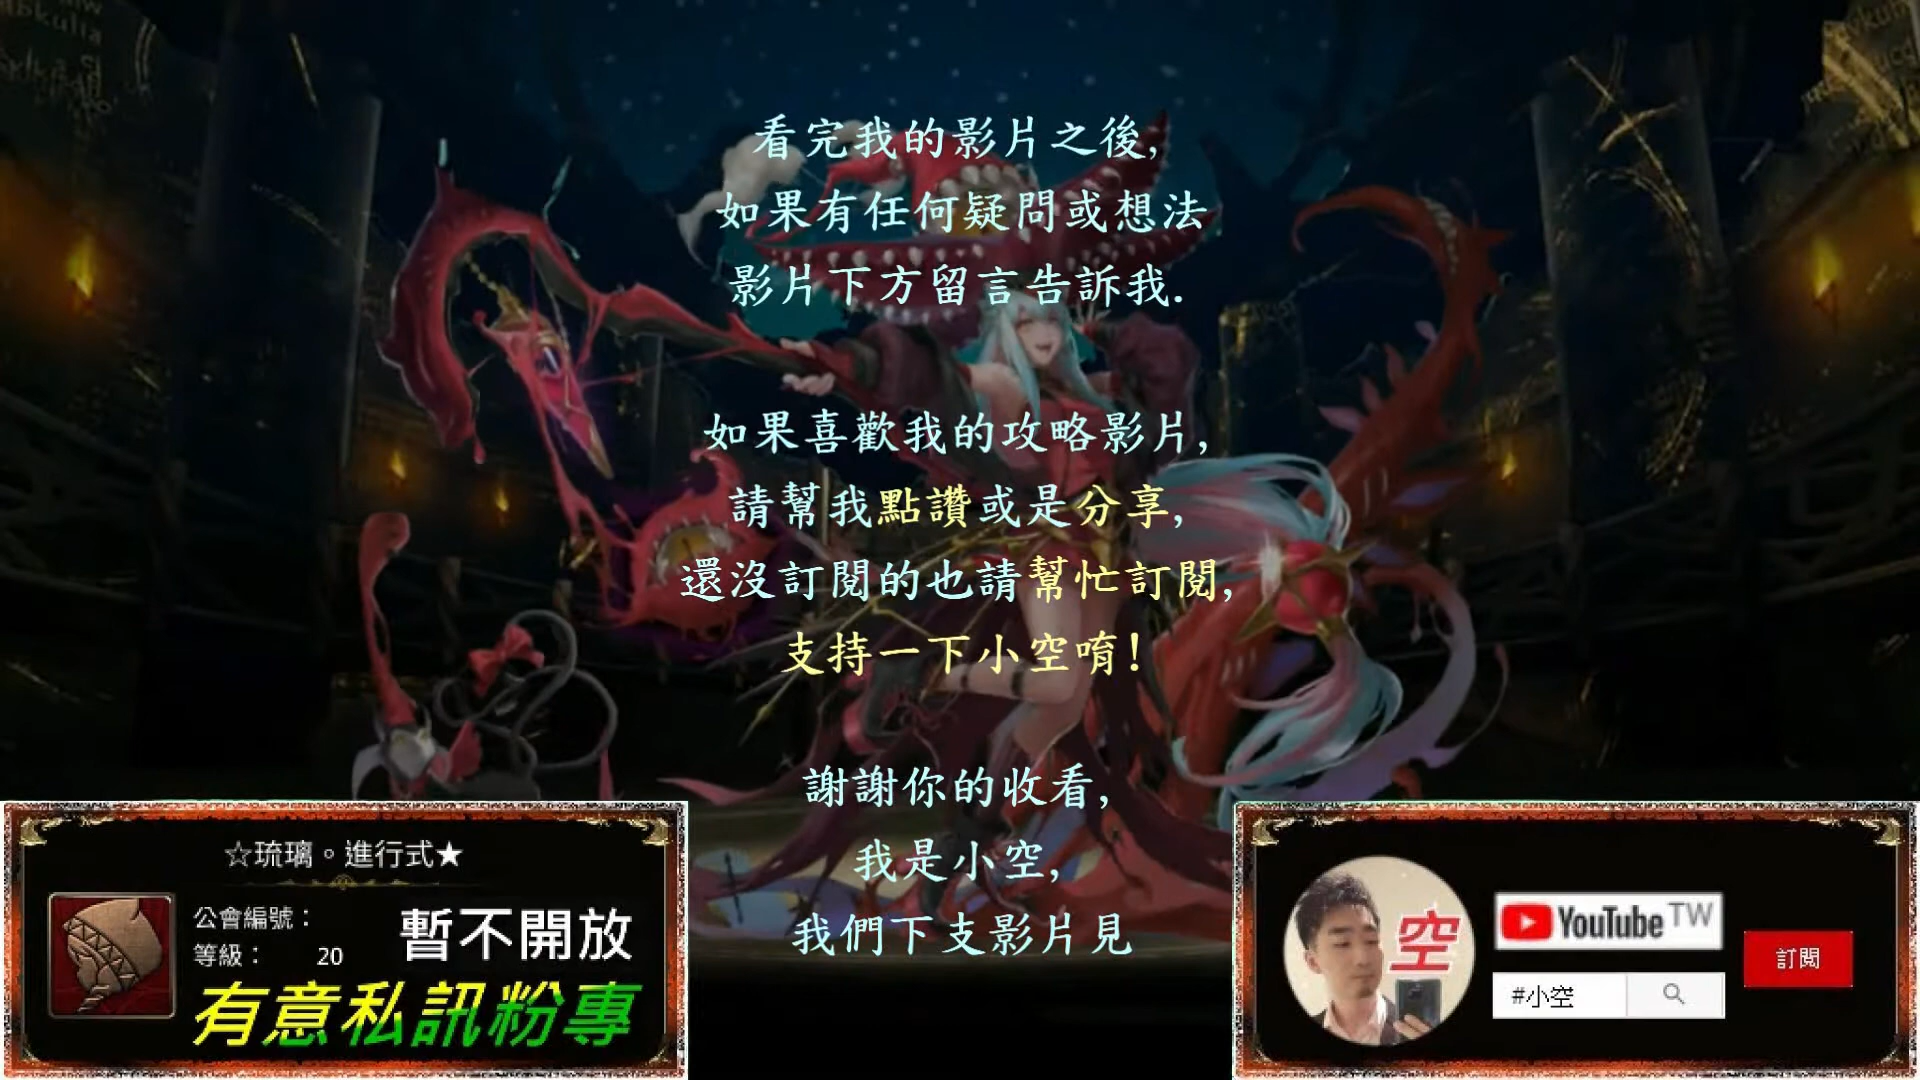 看完我的影片之後,
如果有任何疑問或想法
影片下方留言告訴我.
如果喜歡我的攻略影片,
請幫我點讚或是分享,
還沒訂閱的也請幫忙訂閱,
支持一下小空唷!
謝謝你的收看,
我是小空,
我們下支影片見
☆琉璃。進行式★
公會編號:
暫不開放
等級: 20
有意私訊粉專
空
YouTube TW
#小空
訂閱